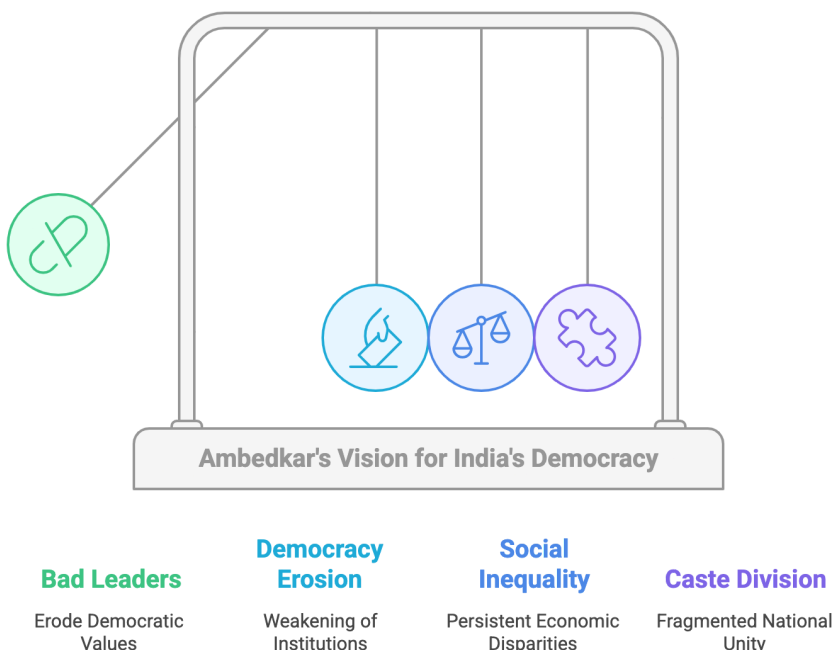 Ambedkar's Vision for India's Democracy
Bad Leaders
Erode Democratic
Values
Democracy
Erosion
Weakening of
Institutions
Social
Inequality
Persistent Economic
Disparities
Caste Division
Fragmented National
Unity